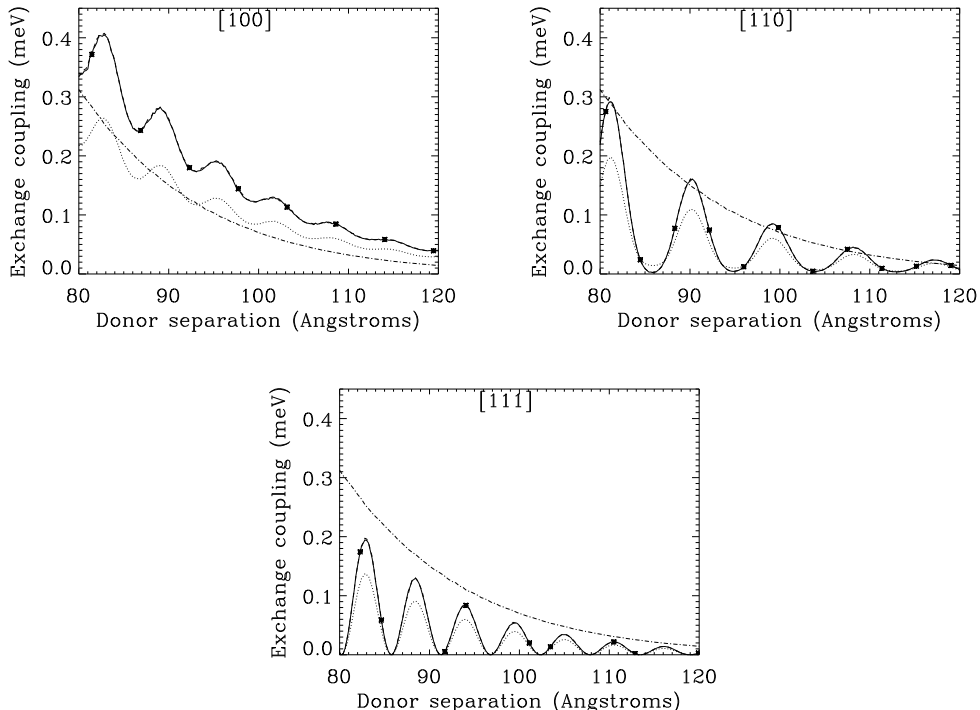 [100]
Exchange coupling (meV)
0.4
0.3
0.2
0.1
0.0
80 90 100 110 120
Donor separation (Angstroms)
[110]
Exchange coupling (meV)
0.4
0.3
0.2
0.1
0.0
80 90 100 110 120
Donor separation (Angstroms)
[111]
Exchange coupling (meV)
0.4
0.3
0.2
0.1
0.0
80 90 100 110 120
Donor separation (Angstroms)